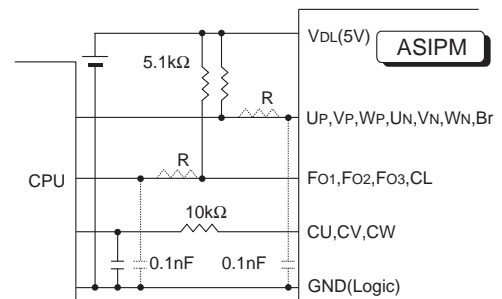 VDL(5V)
ASIPM
5.1kΩ
R
UP,VP,WP,UN,VN,WN,Br
R
CPU
FO1,FO2,FO3,CL
10kΩ
CU,CV,CW
0.1nF
0.1nF
GND(Logic)